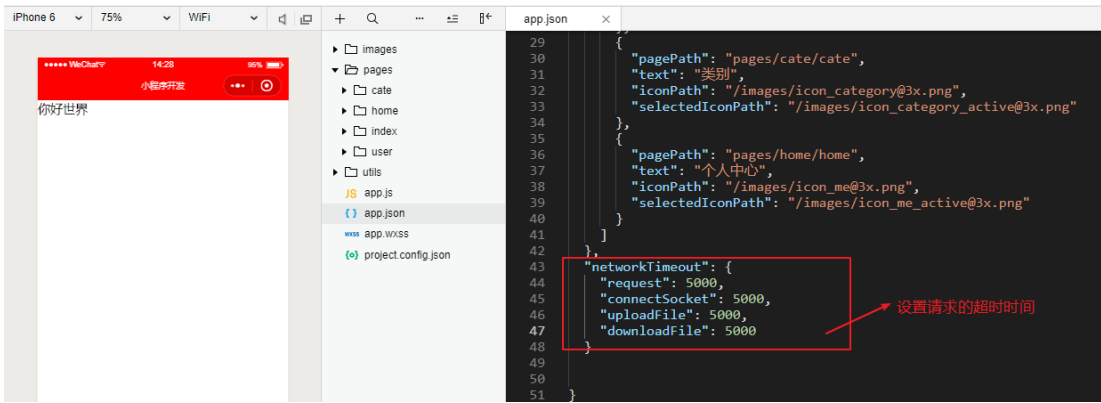 iPhone 6 75% WiFi
app.json ×
WeChat 14:28 95%
小程序开发
你好世界
images
pages
cate
home
index
user
utils
JS app.js
{ } app.json
wxss app.wxss
{o} project.config.json
29 {
30 "pagePath": "pages/cate/cate",
31 "text": "类别",
32 "iconPath": "/images/icon_category@3x.png",
33 "selectedIconPath": "/images/icon_category_active@3x.png"
34 },
35 {
36 "pagePath": "pages/home/home",
37 "text": "个人中心",
38 "iconPath": "/images/icon_me@3x.png",
39 "selectedIconPath": "/images/icon_me_active@3x.png"
40 }
41 ]
42 },
43 "networkTimeout": {
44 "request": 5000,
45 "connectSocket": 5000,
46 "uploadFile": 5000,
47 "downloadFile": 5000
48 }
49
50
51 }
设置请求的超时时间